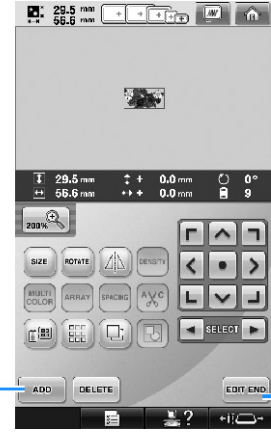 29.5 mm
56.6 mm
29.5 mm + 0.0 mm 0°
56.6 mm + 0.0 mm 9
200%
SIZE ROTATE DENSITY
MULTI COLOR ARRAY SPACING A C
SELECT
ADD DELETE EDIT END
?